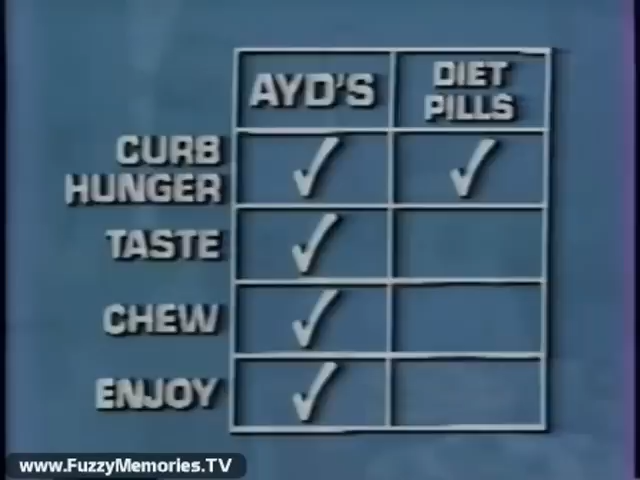 AYD'S
DIET
PILLS
CURB
HUNGER
TASTE
CHEW
ENJOY
www.FuzzyMemories.TV